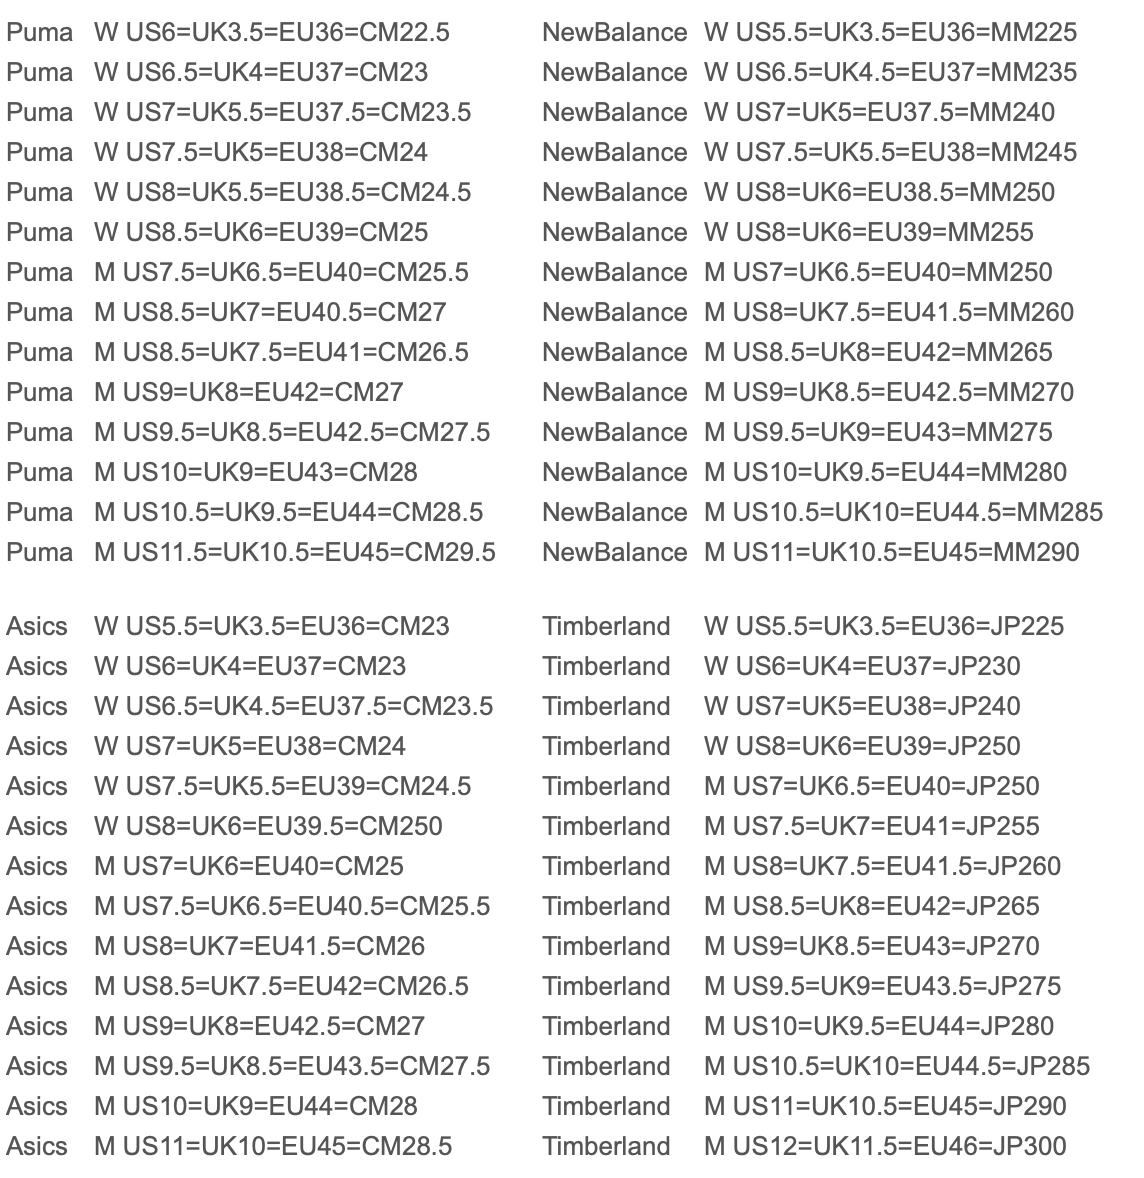 Puma W US6=UK3.5=EU36=CM22.5 NewBalance W US5.5=UK3.5=EU36=MM225
Puma W US6.5=UK4=EU37=CM23 NewBalance W US6.5=UK4.5=EU37=MM235
Puma W US7=UK5.5=EU37.5=CM23.5 NewBalance W US7=UK5=EU37.5=MM240
Puma W US7.5=UK5=EU38=CM24 NewBalance W US7.5=UK5.5=EU38=MM245
Puma W US8=UK5.5=EU38.5=CM24.5 NewBalance W US8=UK6=EU38.5=MM250
Puma W US8.5=UK6=EU39=CM25 NewBalance W US8=UK6=EU39=MM255
Puma M US7.5=UK6.5=EU40=CM25.5 NewBalance M US7=UK6.5=EU40=MM250
Puma M US8.5=UK7=EU40.5=CM27 NewBalance M US8=UK7.5=EU41.5=MM260
Puma M US8.5=UK7.5=EU41=CM26.5 NewBalance M US8.5=UK8=EU42=MM265
Puma M US9=UK8=EU42=CM27 NewBalance M US9=UK8.5=EU42.5=MM270
Puma M US9.5=UK8.5=EU42.5=CM27.5 NewBalance M US9.5=UK9=EU43=MM275
Puma M US10=UK9=EU43=CM28 NewBalance M US10=UK9.5=EU44=MM280
Puma M US10.5=UK9.5=EU44=CM28.5 NewBalance M US10.5=UK10=EU44.5=MM285
Puma M US11.5=UK10.5=EU45=CM29.5 NewBalance M US11=UK10.5=EU45=MM290
Asics W US5.5=UK3.5=EU36=CM23 Timberland W US5.5=UK3.5=EU36=JP225
Asics W US6=UK4=EU37=CM23 Timberland W US6=UK4=EU37=JP230
Asics W US6.5=UK4.5=EU37.5=CM23.5 Timberland W US7=UK5=EU38=JP240
Asics W US7=UK5=EU38=CM24 Timberland W US8=UK6=EU39=JP250
Asics W US7.5=UK5.5=EU39=CM24.5 Timberland M US7=UK6.5=EU40=JP250
Asics W US8=UK6=EU39.5=CM250 Timberland M US7.5=UK7=EU41=JP255
Asics M US7=UK6=EU40=CM25 Timberland M US8=UK7.5=EU41.5=JP260
Asics M US7.5=UK6.5=EU40.5=CM25.5 Timberland M US8.5=UK8=EU42=JP265
Asics M US8=UK7=EU41.5=CM26 Timberland M US9=UK8.5=EU43=JP270
Asics M US8.5=UK7.5=EU42=CM26.5 Timberland M US9.5=UK9=EU43.5=JP275
Asics M US9=UK8=EU42.5=CM27 Timberland M US10=UK9.5=EU44=JP280
Asics M US9.5=UK8.5=EU43.5=CM27.5 Timberland M US10.5=UK10=EU44.5=JP285
Asics M US10=UK9=EU44=CM28 Timberland M US11=UK10.5=EU45=JP290
Asics M US11=UK10=EU45=CM28.5 Timberland M US12=UK11.5=EU46=JP300